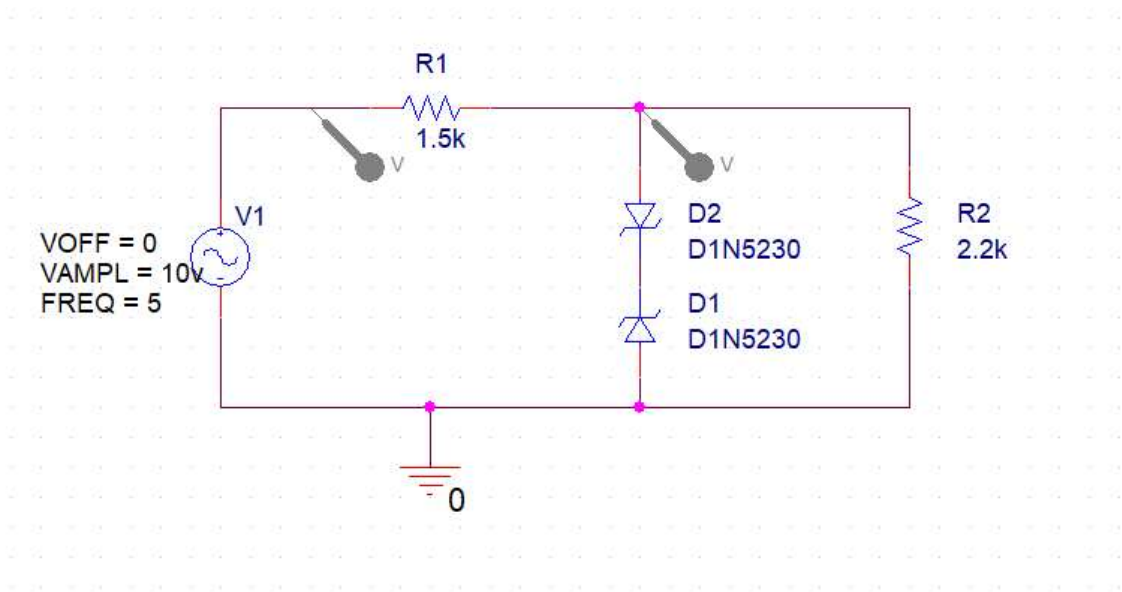 R1
1.5k
V
V
V1
VOFF = 0
VAMPL = 10v
FREQ = 5
D2
D1N5230
R2
2.2k
D1
D1N5230
0